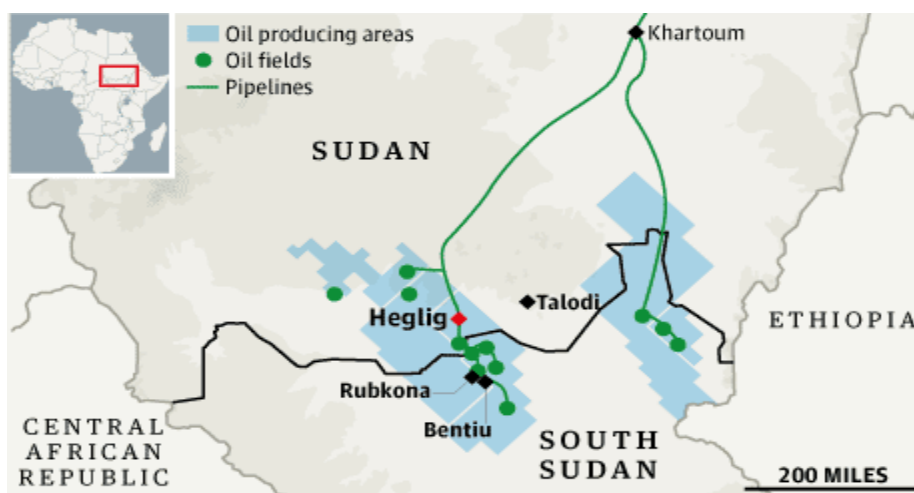 Oil producing areas
Oil fields
Pipelines
Khartoum
SUDAN
Talodi
Heglig
ETHIOPIA
Rubkona
Bentiu
CENTRAL
AFRICAN
REPUBLIC
SOUTH
SUDAN
200 MILES